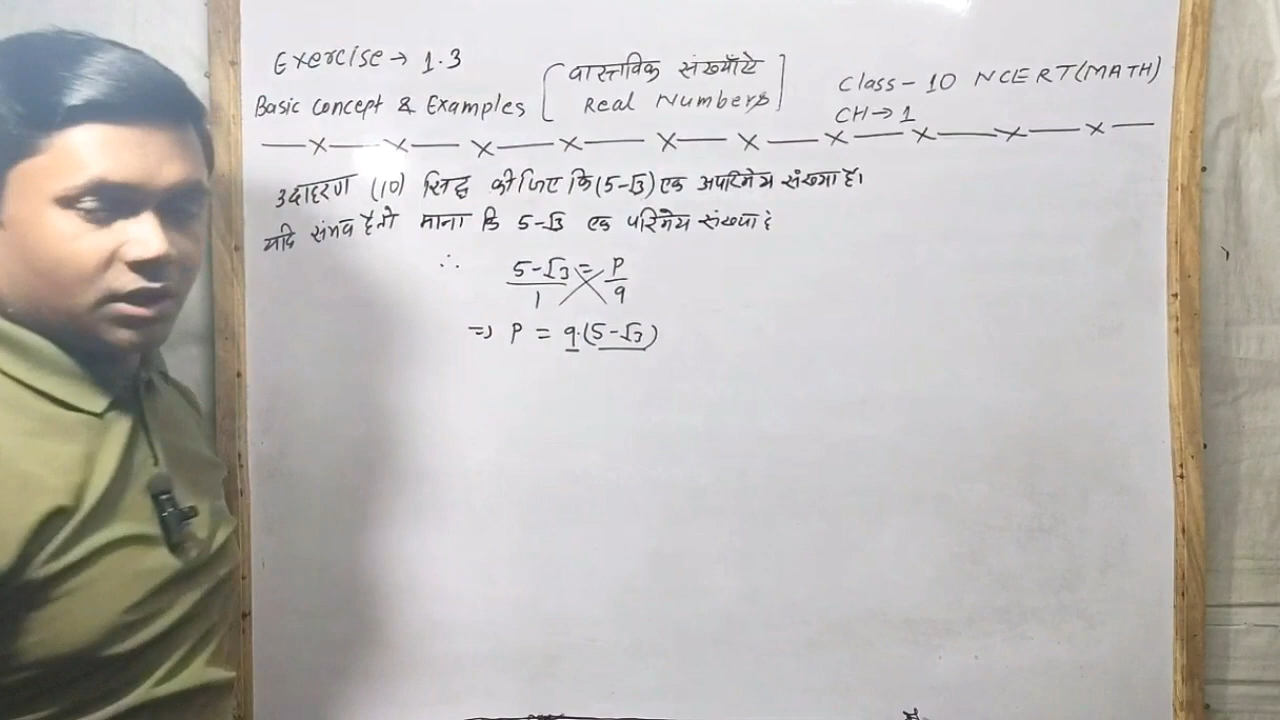 Exercise → 1.3
Basic concept & Examples
[ वास्तविक संख्याँऐ
Real Numbers ]
Class - 10 NCERT(MATH)
CH → 1
उदाहरण (10) सिद्ध कीजिए कि (5-√3) एक अपरिमेय संख्या है।
यदि संभव है तो माना कि 5-√3 एक परिमेय संख्या है
∴ (5-√3)/1 = p/q
⇒ p = q·(5-√3)